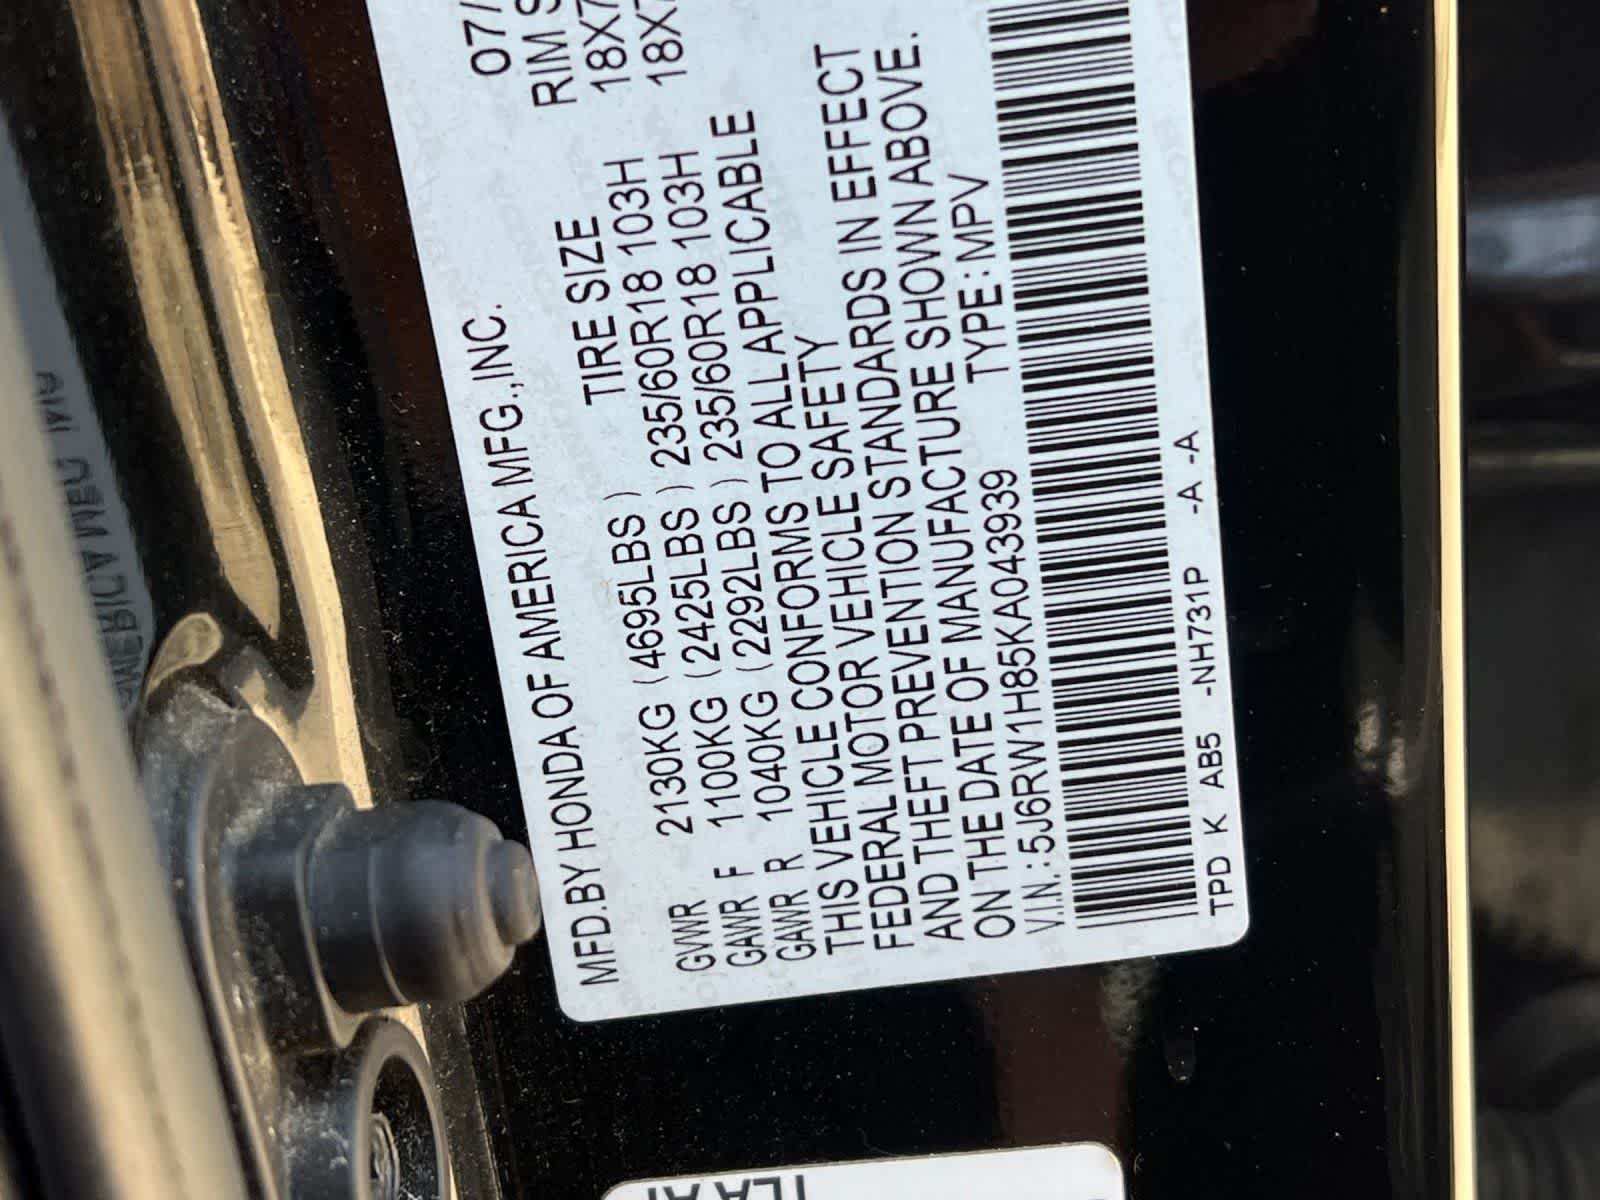 MFD.BY HONDA OF AMERICA MFG.,INC. 07/
TIRE SIZE RIM S
GVWR 2130KG (4695LBS) 235/60R18 103H 18X7
GAWR F 1100KG (2425LBS) 235/60R18 103H 18X7
GAWR R 1040KG (2292LBS)
THIS VEHICLE CONFORMS TO ALL APPLICABLE
FEDERAL MOTOR VEHICLE SAFETY
AND THEFT PREVENTION STANDARDS IN EFFECT
ON THE DATE OF MANUFACTURE SHOWN ABOVE.
V.I.N.: 5J6RW1H85KA043939 TYPE: MPV
TPD K AB5 -NH731P -A -A